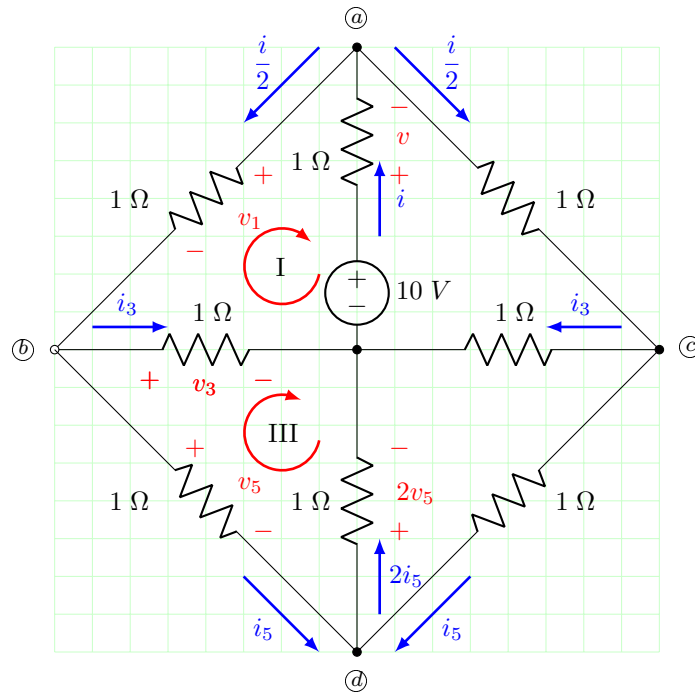 a
i/2 i/2
−
v
1 Ω
+ +
1 Ω 1 Ω
i
v₁
−
I
+
−
10 V
i₃ 1 Ω 1 Ω i₃
b c
+ v₃ −
III
+ −
v₅ 2v₅
1 Ω 1 Ω 1 Ω
− +
2i₅
i₅ i₅
d